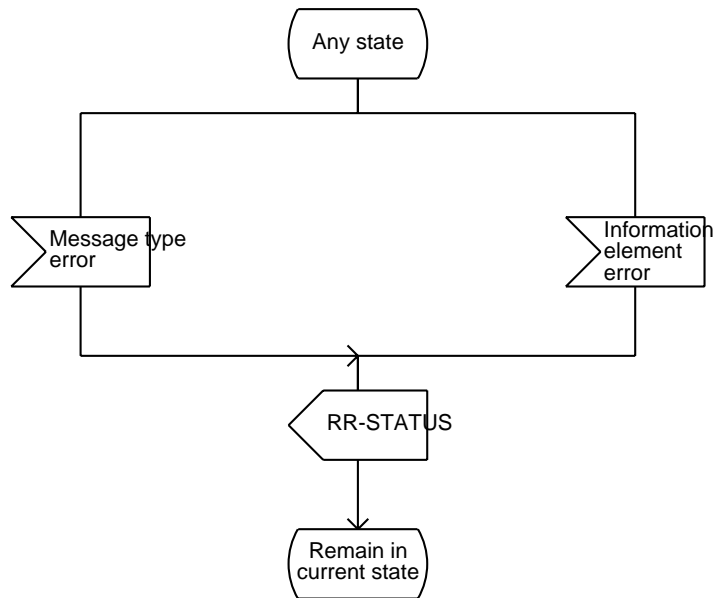 Any state
Message type
error
Information
element
error
RR-STATUS
Remain in
current state